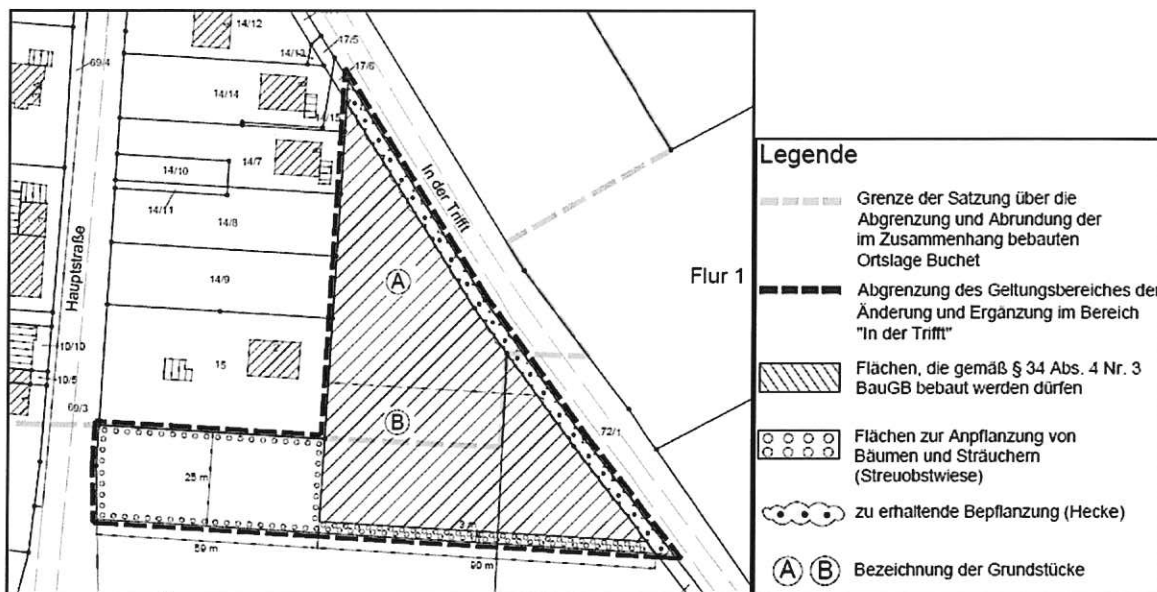 14/12
69/4
14/13
17/5
17/6
14/14
14/15
14/7
14/10
14/11
14/8
14/9
In der Trifft
Hauptstraße
Flur 1
A
10/10
10/5
15
69/3
B
72/1
25 m
3 m
59 m
90 m
Legende
Grenze der Satzung über die
Abgrenzung und Abrundung der
im Zusammenhang bebauten
Ortslage Buchet
Abgrenzung des Geltungsbereiches der
Änderung und Ergänzung im Bereich
"In der Trifft"
Flächen, die gemäß § 34 Abs. 4 Nr. 3
BauGB bebaut werden dürfen
Flächen zur Anpflanzung von
Bäumen und Sträuchern
(Streuobstwiese)
zu erhaltende Bepflanzung (Hecke)
A B Bezeichnung der Grundstücke